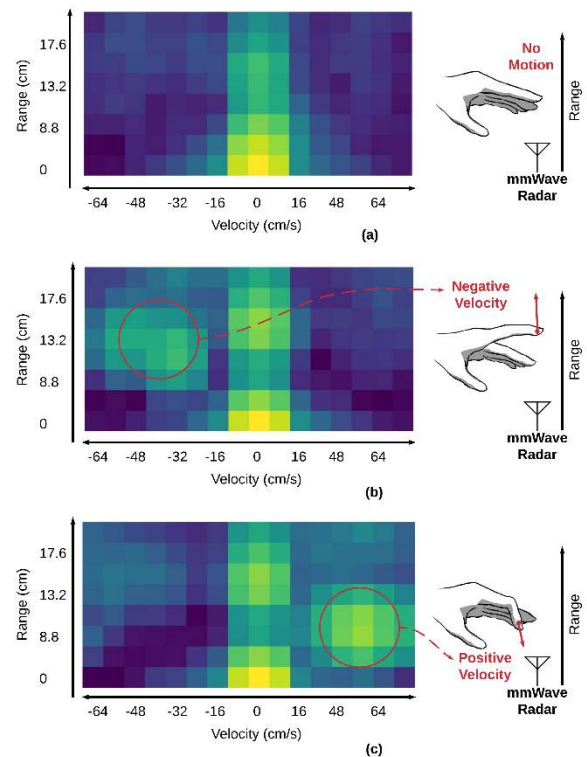 Range (cm)
17.6
13.2
8.8
0
-64 -48 -32 -16 0 16 32 48 64
Velocity (cm/s)
(a)
No
Motion
Range
mmWave
Radar
Range (cm)
17.6
13.2
8.8
0
-64 -48 -32 -16 0 16 32 48 64
Velocity (cm/s)
(b)
Negative
Velocity
Range
mmWave
Radar
Range (cm)
17.6
13.2
8.8
0
-64 -48 -32 -16 0 16 32 48 64
Velocity (cm/s)
(c)
Positive
Velocity
Range
mmWave
Radar